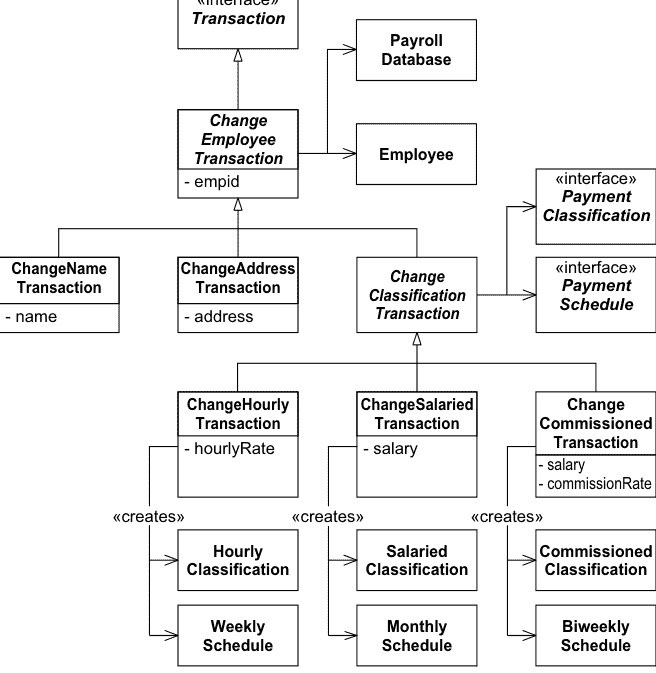 «interface»
Transaction
Payroll
Database
Change
Employee
Transaction
- empid
Employee
«interface»
Payment
Classification
ChangeName
Transaction
- name
ChangeAddress
Transaction
- address
Change
Classification
Transaction
«interface»
Payment
Schedule
ChangeHourly
Transaction
- hourlyRate
ChangeSalaried
Transaction
- salary
Change
Commissioned
Transaction
- salary
- commissionRate
«creates»
«creates»
«creates»
Hourly
Classification
Salaried
Classification
Commissioned
Classification
Weekly
Schedule
Monthly
Schedule
Biweekly
Schedule